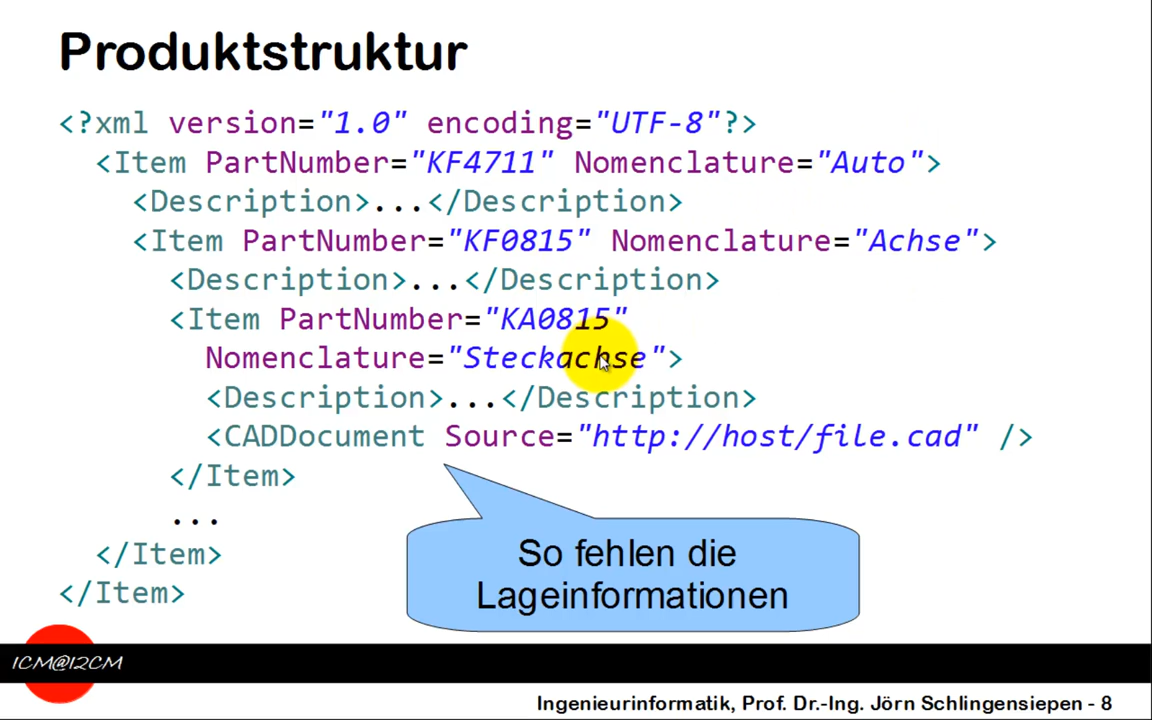 Produktstruktur
<?xml version="1.0" encoding="UTF-8"?>
<Item PartNumber="KF4711" Nomenclature="Auto">
<Description>...</Description>
<Item PartNumber="KF0815" Nomenclature="Achse">
<Description>...</Description>
<Item PartNumber="KA0815"
Nomenclature="Steckachse">
<Description>...</Description>
<CADDocument Source="http://host/file.cad" />
</Item>
...
</Item>
</Item>
So fehlen die
Lageinformationen
1CM@12CM
Ingenieurinformatik, Prof. Dr.-Ing. Jörn Schlingensiepen - 8